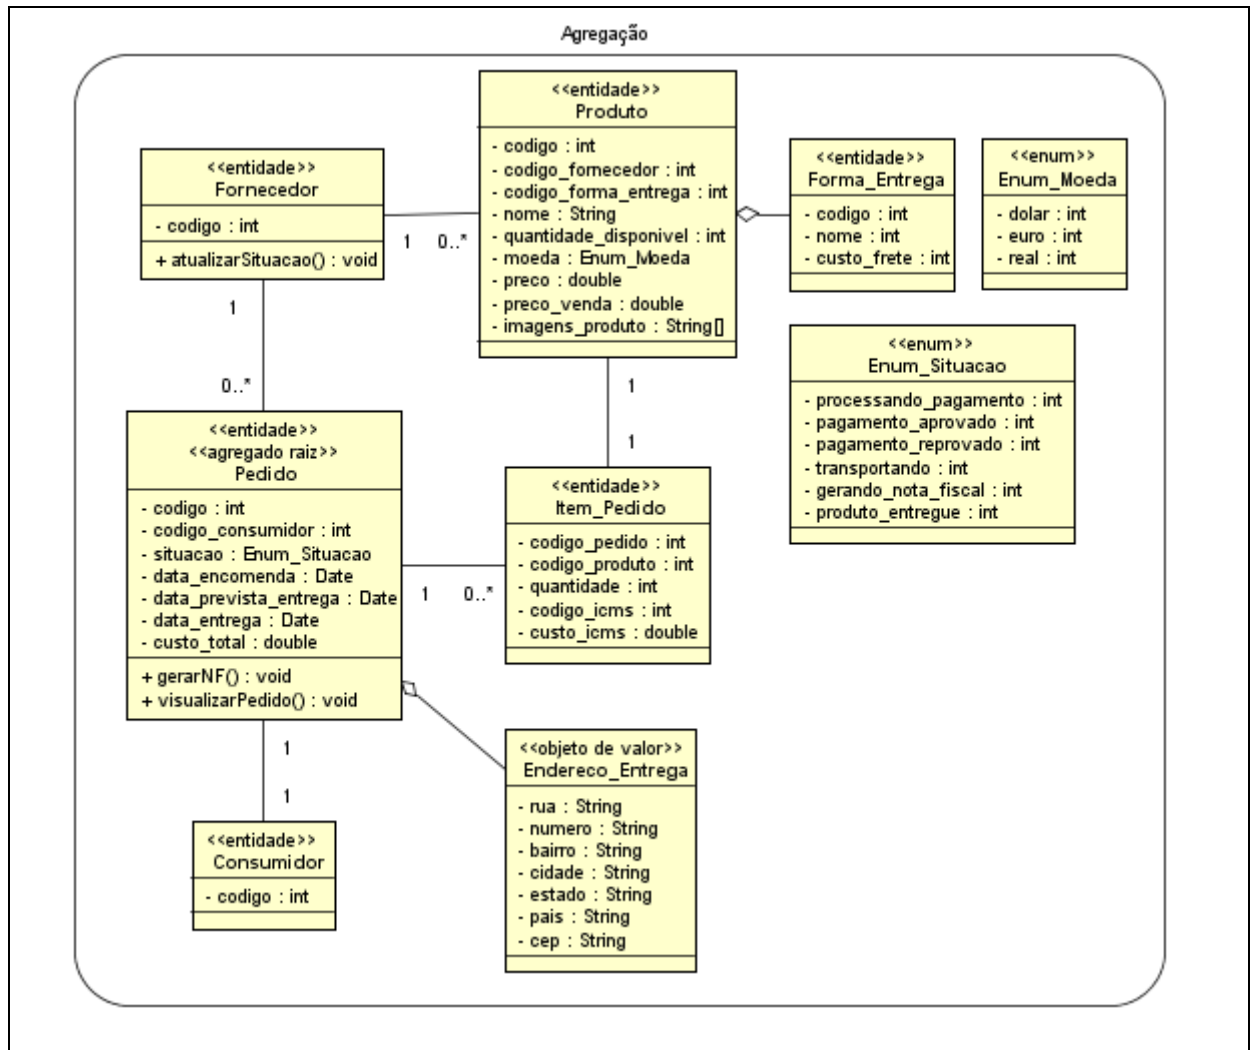 Agregação
<<entidade>>
Produto
- codigo : int
- codigo_fornecedor : int
- codigo_forma_entrega : int
- nome : String
- quantidade_disponivel : int
- moeda : Enum_Moeda
- preco : double
- preco_venda : double
- imagens_produto : String[]
<<entidade>>
Fornecedor
- codigo : int
+ atualizarSituacao() : void
1 0..*
<<entidade>>
Forma_Entrega
- codigo : int
- nome : int
- custo_frete : int
<<enum>>
Enum_Moeda
- dolar : int
- euro : int
- real : int
1
0..*
1
1
<<enum>>
Enum_Situacao
- processando_pagamento : int
- pagamento_aprovado : int
- pagamento_reprovado : int
- transportando : int
- gerando_nota_fiscal : int
- produto_entregue : int
<<entidade>>
<<agregado raiz>>
Pedido
- codigo : int
- codigo_consumidor : int
- situacao : Enum_Situacao
- data_encomenda : Date
- data_prevista_entrega : Date
- data_entrega : Date
- custo_total : double
+ gerarNF() : void
+ visualizarPedido() : void
1 0..*
<<entidade>>
Item_Pedido
- codigo_pedido : int
- codigo_produto : int
- quantidade : int
- codigo_icms : int
- custo_icms : double
1
1
<<entidade>>
Consumidor
- codigo : int
<<objeto de valor>>
Endereco_Entrega
- rua : String
- numero : String
- bairro : String
- cidade : String
- estado : String
- pais : String
- cep : String